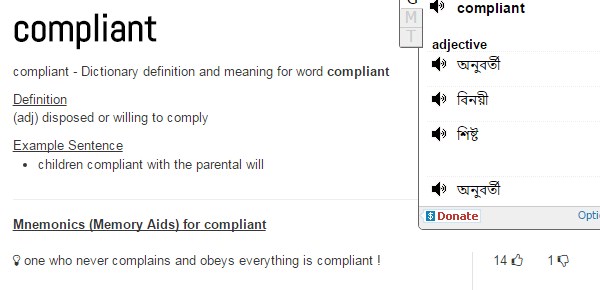 compliant
compliant - Dictionary definition and meaning for word compliant
Definition
(adj) disposed or willing to comply
Example Sentence
• children compliant with the parental will
Mnemonics (Memory Aids) for compliant
one who never complains and obeys everything is compliant !
14
1
M
T
compliant
adjective
অনুবর্তী
বিনয়ী
শিষ্ট
অনুবর্তী
$ Donate